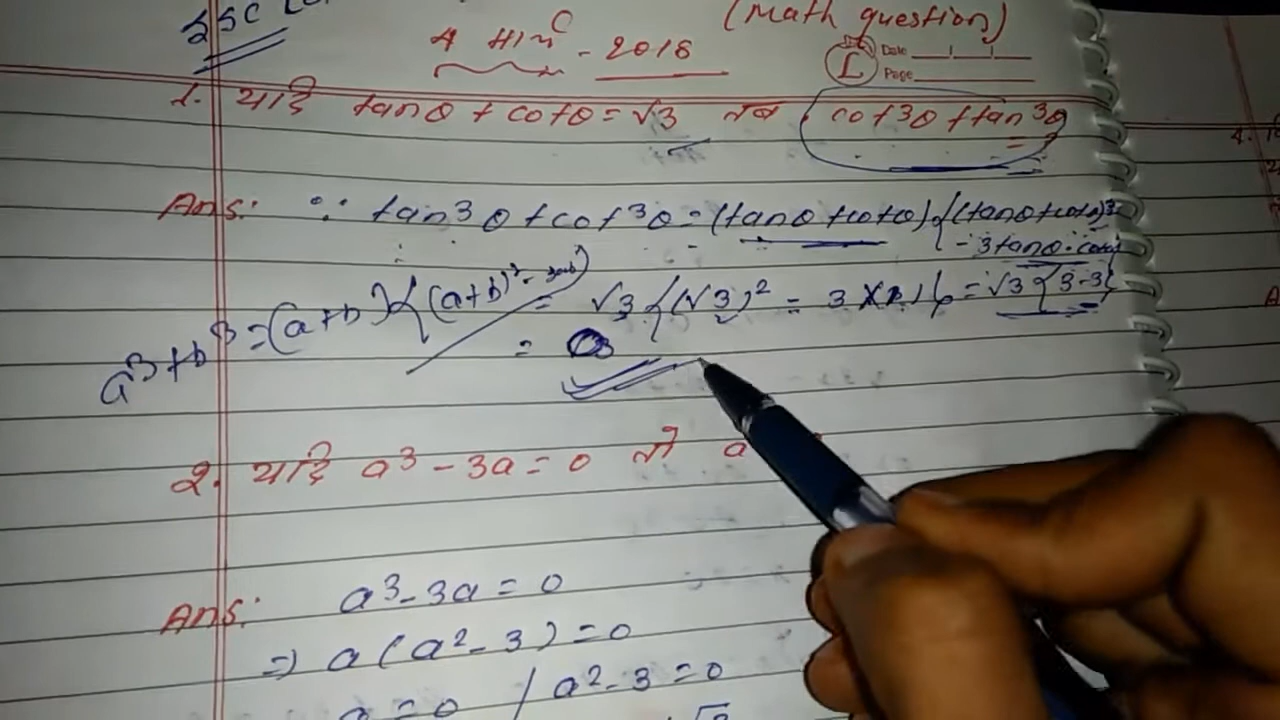 SSC
(Math question)
4 मार्च - 2018
Date
Page
1. यदि tanθ + cotθ = √3 तब cot³θ + tan³θ
Ans: ∵ tan³θ + cot³θ = (tanθ + cotθ) {(tanθ + cotθ)²
- 3tanθ.cotθ}
a³ + b³ = (a+b) {(a+b)² - 3ab}
= √3 {(√3)² - 3×1} = √3 {3-3}
= 0
2. यदि a³ - 3a = 0 तो a
Ans: a³ - 3a = 0
⇒ a(a² - 3) = 0
a = 0 / a² - 3 = 0